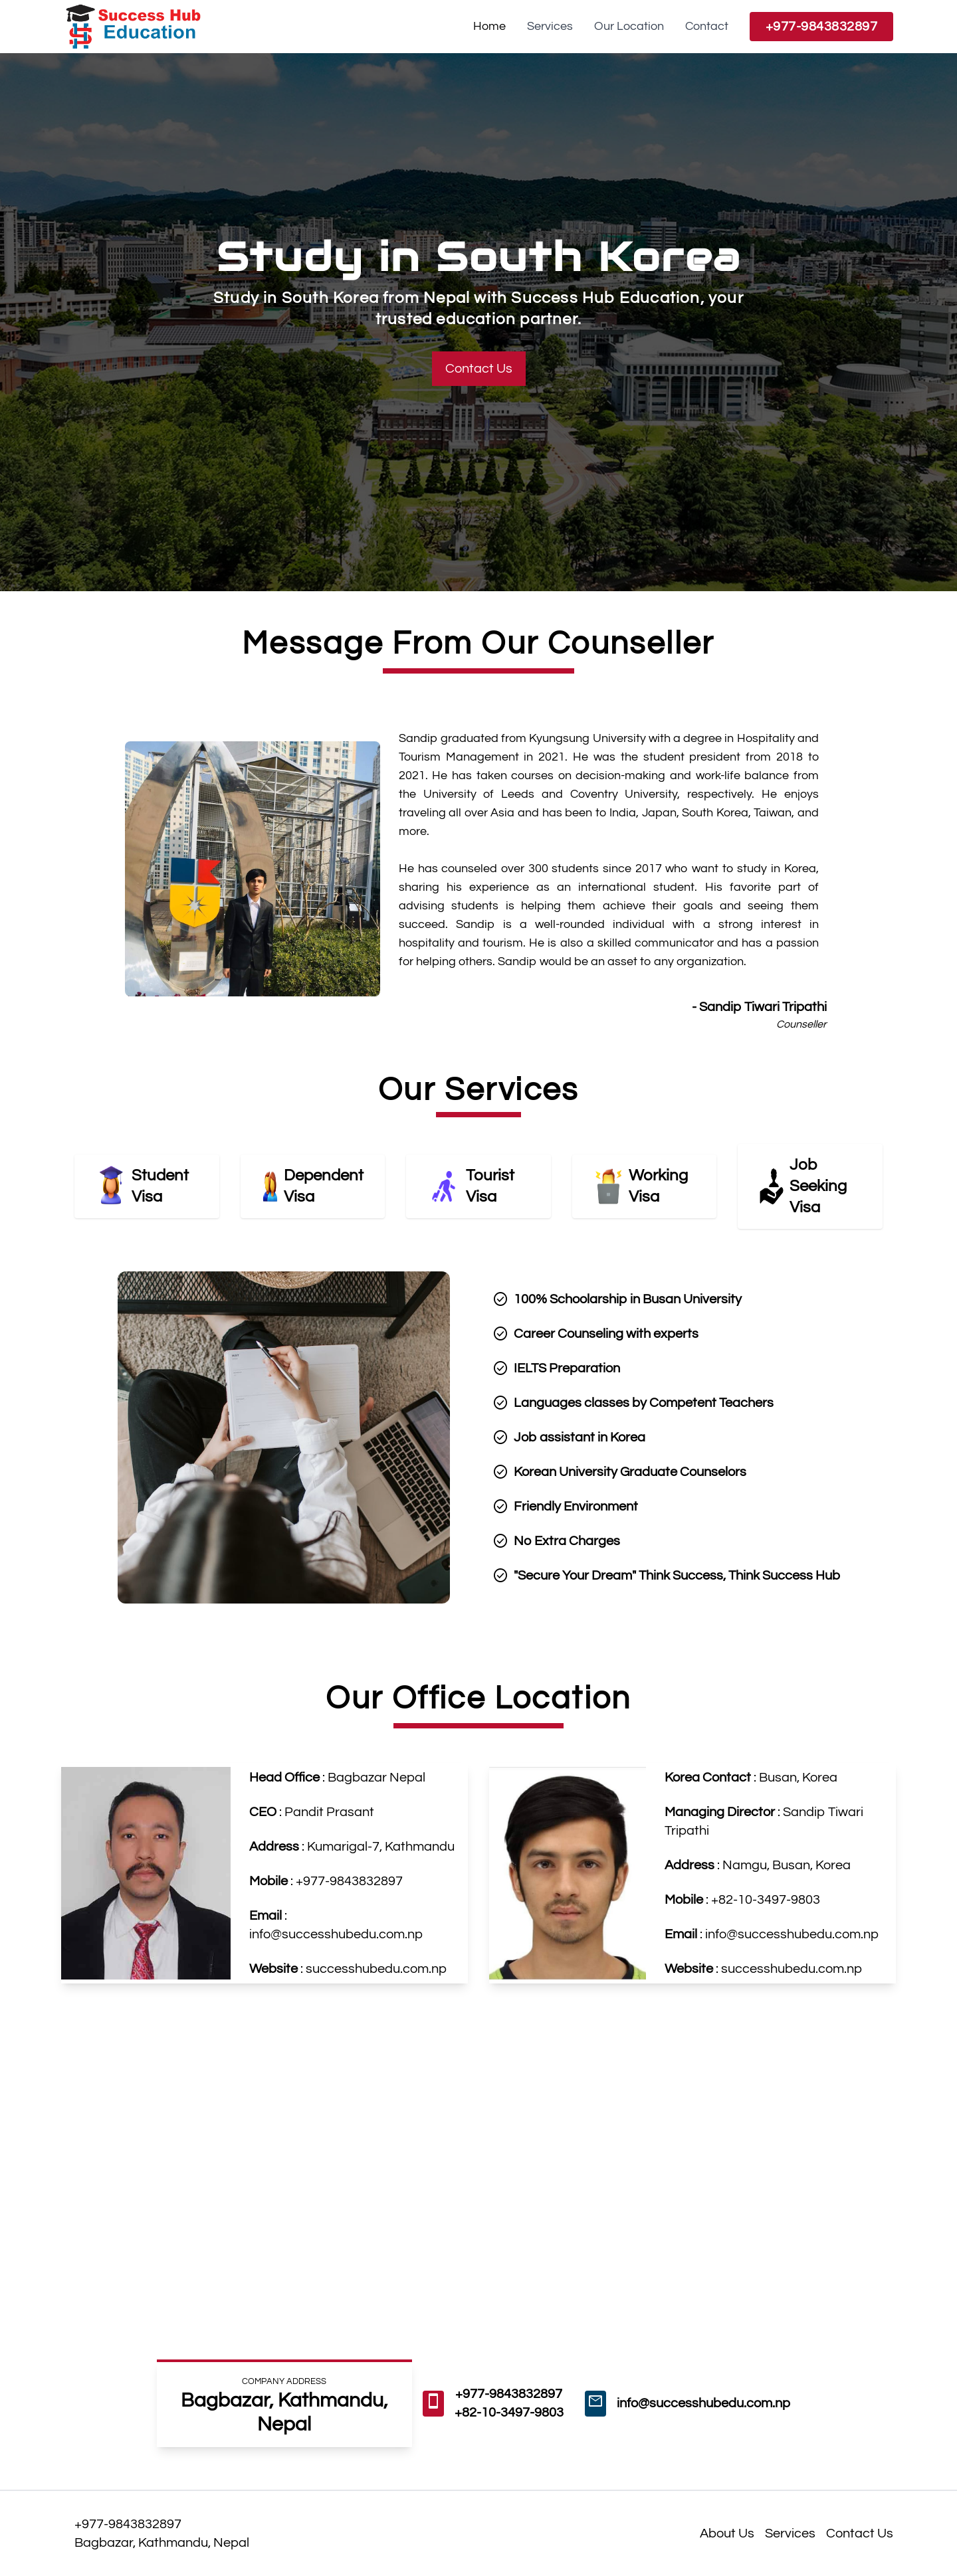 Success Hub
Education
Home
Services
Our Location
Contact
+977-9843832897
Study in South Korea
Study in South Korea from Nepal with Success Hub Education, your
trusted education partner.
Contact Us
Message From Our Counseller
Sandip graduated from Kyungsung University with a degree in Hospitality and
Tourism Management in 2021. He was the student president from 2018 to
2021. He has taken courses on decision-making and work-life balance from
the University of Leeds and Coventry University, respectively. He enjoys
traveling all over Asia and has been to India, Japan, South Korea, Taiwan, and
more.
He has counseled over 300 students since 2017 who want to study in Korea,
sharing his experience as an international student. His favorite part of
advising students is helping them achieve their goals and seeing them
succeed. Sandip is a well-rounded individual with a strong interest in
hospitality and tourism. He is also a skilled communicator and has a passion
for helping others. Sandip would be an asset to any organization.
- Sandip Tiwari Tripathi
Counseller
Our Services
Student
Visa
Dependent
Visa
Tourist
Visa
Working
Visa
Job
Seeking
Visa
100% Schoolarship in Busan University
Career Counseling with experts
IELTS Preparation
Languages classes by Competent Teachers
Job assistant in Korea
Korean University Graduate Counselors
Friendly Environment
No Extra Charges
"Secure Your Dream" Think Success, Think Success Hub
Our Office Location
Head Office : Bagbazar Nepal
CEO : Pandit Prasant
Address : Kumarigal-7, Kathmandu
Mobile : +977-9843832897
Email :
info@successhubedu.com.np
Website : successhubedu.com.np
Korea Contact : Busan, Korea
Managing Director : Sandip Tiwari
Tripathi
Address : Namgu, Busan, Korea
Mobile : +82-10-3497-9803
Email : info@successhubedu.com.np
Website : successhubedu.com.np
COMPANY ADDRESS
Bagbazar, Kathmandu,
Nepal
+977-9843832897
+82-10-3497-9803
info@successhubedu.com.np
+977-9843832897
Bagbazar, Kathmandu, Nepal
About Us
Services
Contact Us